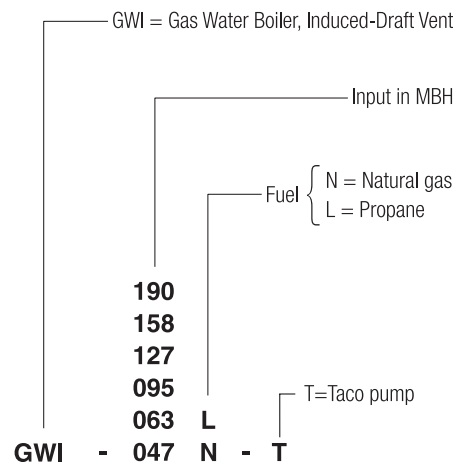 GWI = Gas Water Boiler, Induced-Draft Vent
Input in MBH
Fuel { N = Natural gas
L = Propane
190
158
127
095
T=Taco pump
063 L
GWI - 047 N - T